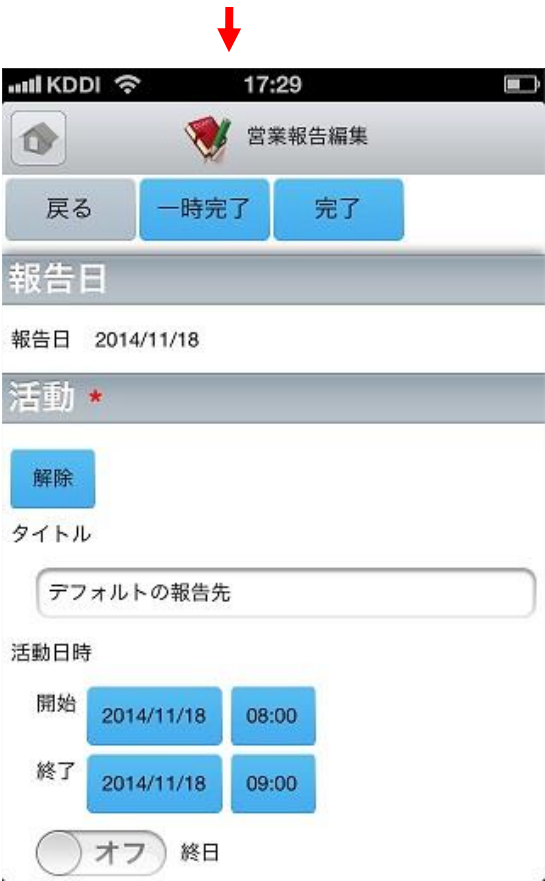 KDDI 17:29
営業報告編集
戻る 一時完了 完了
報告日
報告日 2014/11/18
活動 *
解除
タイトル
デフォルトの報告先
活動日時
開始 2014/11/18 08:00
終了 2014/11/18 09:00
オフ 終日